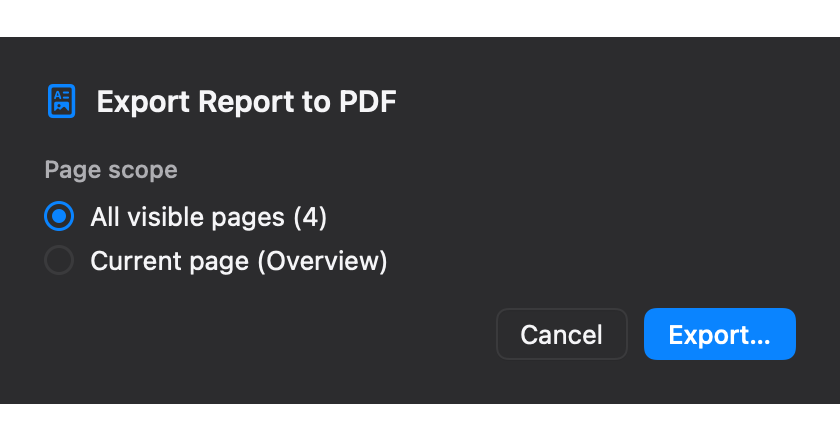 Export Report to PDF
Page scope
All visible pages (4)
Current page (Overview)
Cancel
Export...